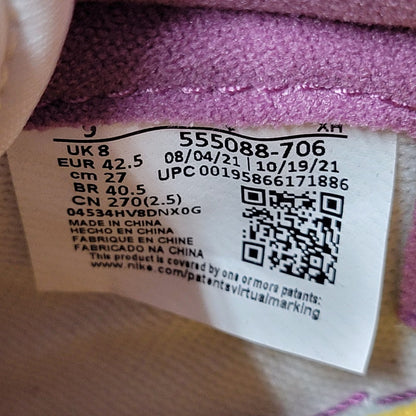 XH
UK 8 555088-706
EUR 42.5 08/04/21 | 10/19/21
cm 27 UPC 00195866171886
BR 40.5
CN 270(2.5)
04534HV8DNX0G
MADE IN CHINA
HECHO EN CHINA
FABRIQUE EN CHINE
FABRICADO NA CHINA
This product is covered by one or more patents:
www.nike.com/patentsvirtualmarking